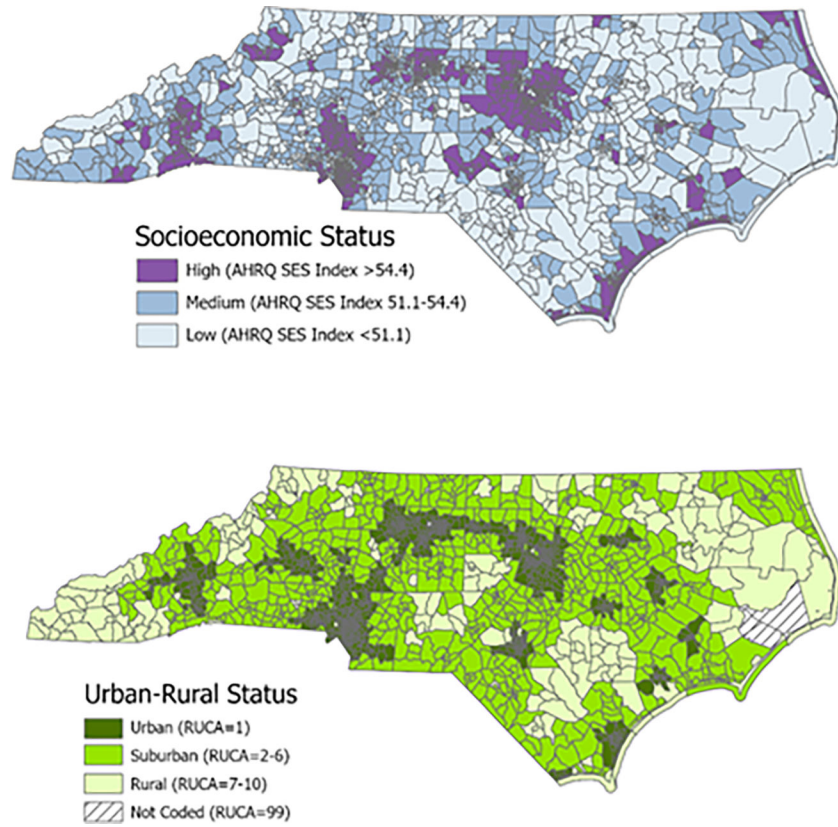 Socioeconomic Status
High (AHRQ SES Index >54.4)
Medium (AHRQ SES Index 51.1-54.4)
Low (AHRQ SES Index <51.1)
Urban-Rural Status
Urban (RUCA=1)
Suburban (RUCA=2-6)
Rural (RUCA=7-10)
Not Coded (RUCA=99)